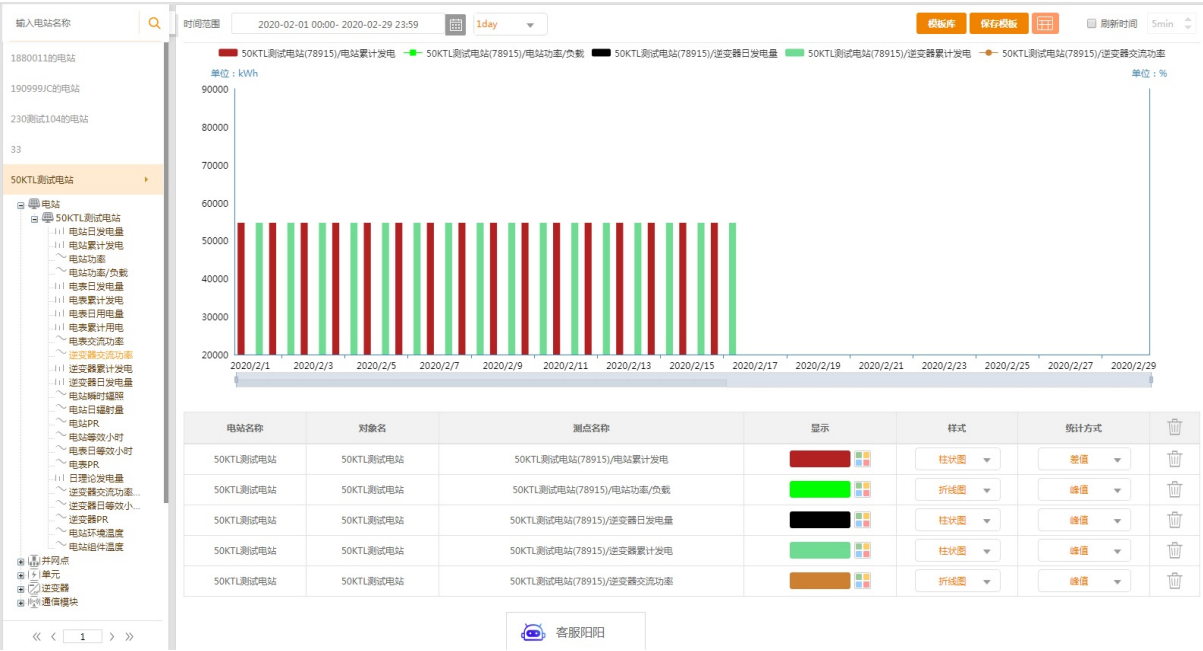 输入电站名称
1880011的电站
190999JC的电站
230测试104的电站
33
50KTL测试电站
电站
50KTL测试电站
电站日发电量
电站累计发电
电站功率
电站功率/负载
电表日发电量
电表累计发电
电表日用电量
电表累计用电
电表交流功率
逆变器交流功率
逆变器累计发电
逆变器日发电量
电站瞬时辐照
电站日辐射量
电站PR
电站等效小时
电表日等效小时
电表PR
日理论发电量
逆变器交流功率...
逆变器日等效小...
逆变器PR
电站环境温度
电站组件温度
并网点
单元
逆变器
通信模块
1
时间范围 2020-02-01 00:00- 2020-02-29 23:59 1day 模板库 保存模板 刷新时间 5min
50KTL测试电站(78915)/电站累计发电 50KTL测试电站(78915)/电站功率/负载 50KTL测试电站(78915)/逆变器日发电量 50KTL测试电站(78915)/逆变器累计发电 50KTL测试电站(78915)/逆变器交流功率
单位：kWh 单位：%
90000
80000
70000
60000
50000
40000
30000
20000
2020/2/1 2020/2/3 2020/2/5 2020/2/7 2020/2/9 2020/2/11 2020/2/13 2020/2/15 2020/2/17 2020/2/19 2020/2/21 2020/2/23 2020/2/25 2020/2/27 2020/2/29
电站名称 对象名 测点名称 显示 样式 统计方式
50KTL测试电站 50KTL测试电站 50KTL测试电站(78915)/电站累计发电 柱状图 差值
50KTL测试电站 50KTL测试电站 50KTL测试电站(78915)/电站功率/负载 折线图 峰值
50KTL测试电站 50KTL测试电站 50KTL测试电站(78915)/逆变器日发电量 柱状图 峰值
50KTL测试电站 50KTL测试电站 50KTL测试电站(78915)/逆变器累计发电 柱状图 峰值
50KTL测试电站 50KTL测试电站 50KTL测试电站(78915)/逆变器交流功率 折线图 峰值
客服阳阳